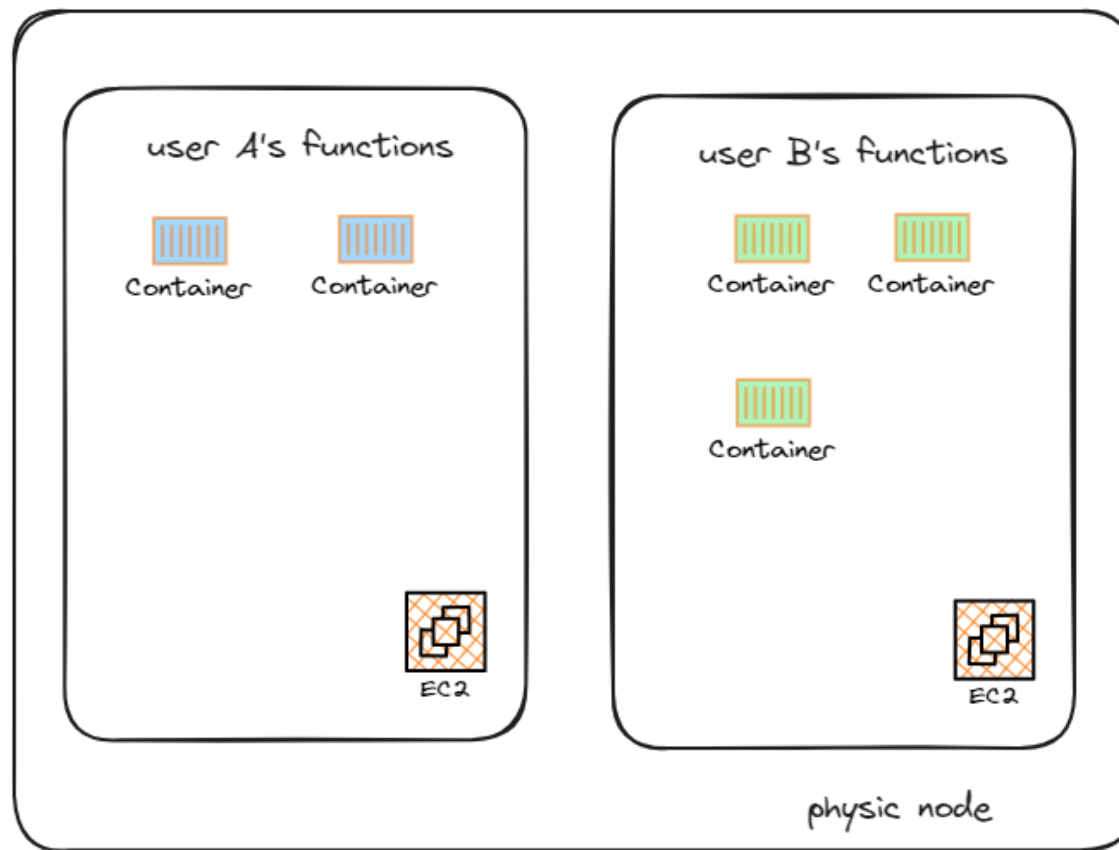 user A's functions
Container
Container
EC2
user B's functions
Container
Container
Container
EC2
physic node